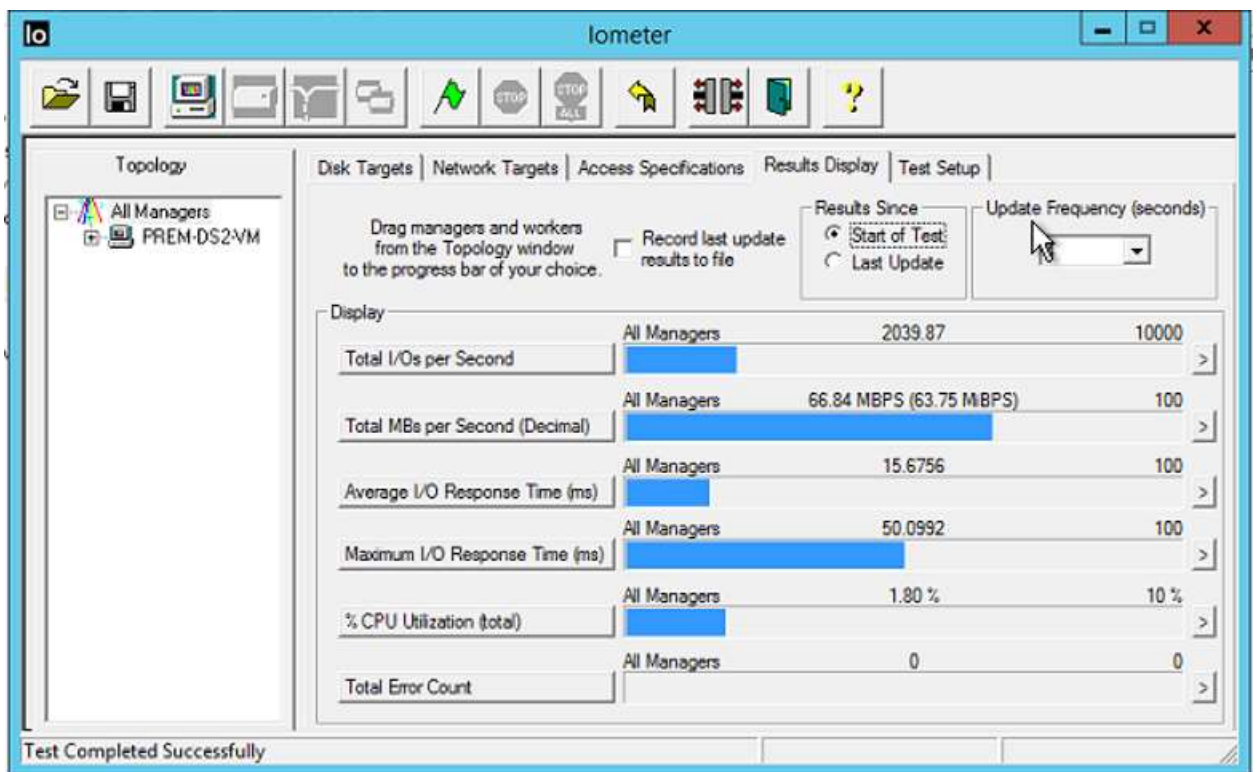 Io
Iometer
STOP
STOP
ALL
Topology
All Managers
PREM-DS2-VM
Disk Targets
Network Targets
Access Specifications
Results Display
Test Setup
Drag managers and workers
from the Topology window
to the progress bar of your choice.
Record last update
results to file
Results Since
Start of Test
Last Update
Update Frequency (seconds)
Display
All Managers 2039.87 10000
Total I/Os per Second >
All Managers 66.84 MBPS (63.75 MiBPS) 100
Total MBs per Second (Decimal) >
All Managers 15.6756 100
Average I/O Response Time (ms) >
All Managers 50.0992 100
Maximum I/O Response Time (ms) >
All Managers 1.80 % 10 %
% CPU Utilization (total) >
All Managers 0 0
Total Error Count >
Test Completed Successfully